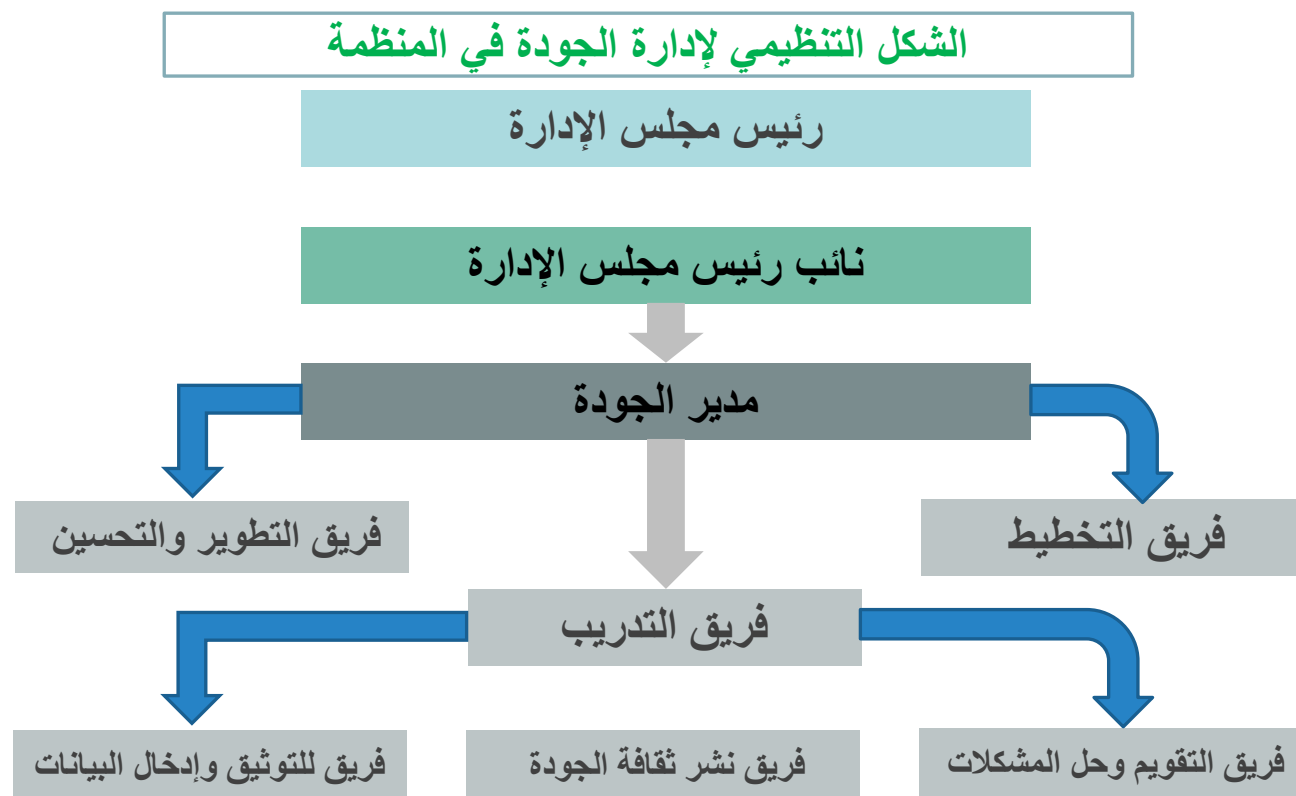 الشكل التنظيمي لإدارة الجودة في المنظمة
رئيس مجلس الإدارة
نائب رئيس مجلس الإدارة
مدير الجودة
فريق التخطيط
فريق التطوير والتحسين
فريق التدريب
فريق التقويم وحل المشكلات
فريق نشر ثقافة الجودة
فريق للتوثيق وإدخال البيانات